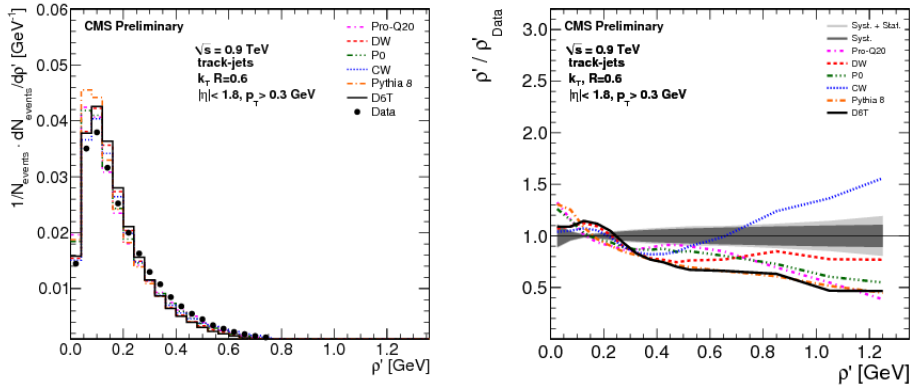 CMS Preliminary
√s = 0.9 TeV
track-jets
k_T R=0.6
|η|< 1.8, p_T> 0.3 GeV
Pro-Q20
DW
P0
CW
Pythia 8
D6T
Data
1/N_events · dN_events/dρ' [GeV⁻¹]
0.06
0.05
0.04
0.03
0.02
0.01
0.0 0.2 0.4 0.6 0.8 1.0 1.2
ρ' [GeV]
CMS Preliminary
√s = 0.9 TeV
track-jets
k_T, R=0.6
|η|< 1.8, p_T> 0.3 GeV
Syst. + Stat.
Syst.
Pro-Q20
DW
P0
CW
Pythia 8
D6T
ρ' / ρ'_Data
3.0
2.5
2.0
1.5
1.0
0.5
0.0 0.2 0.4 0.6 0.8 1.0 1.2
ρ' [GeV]